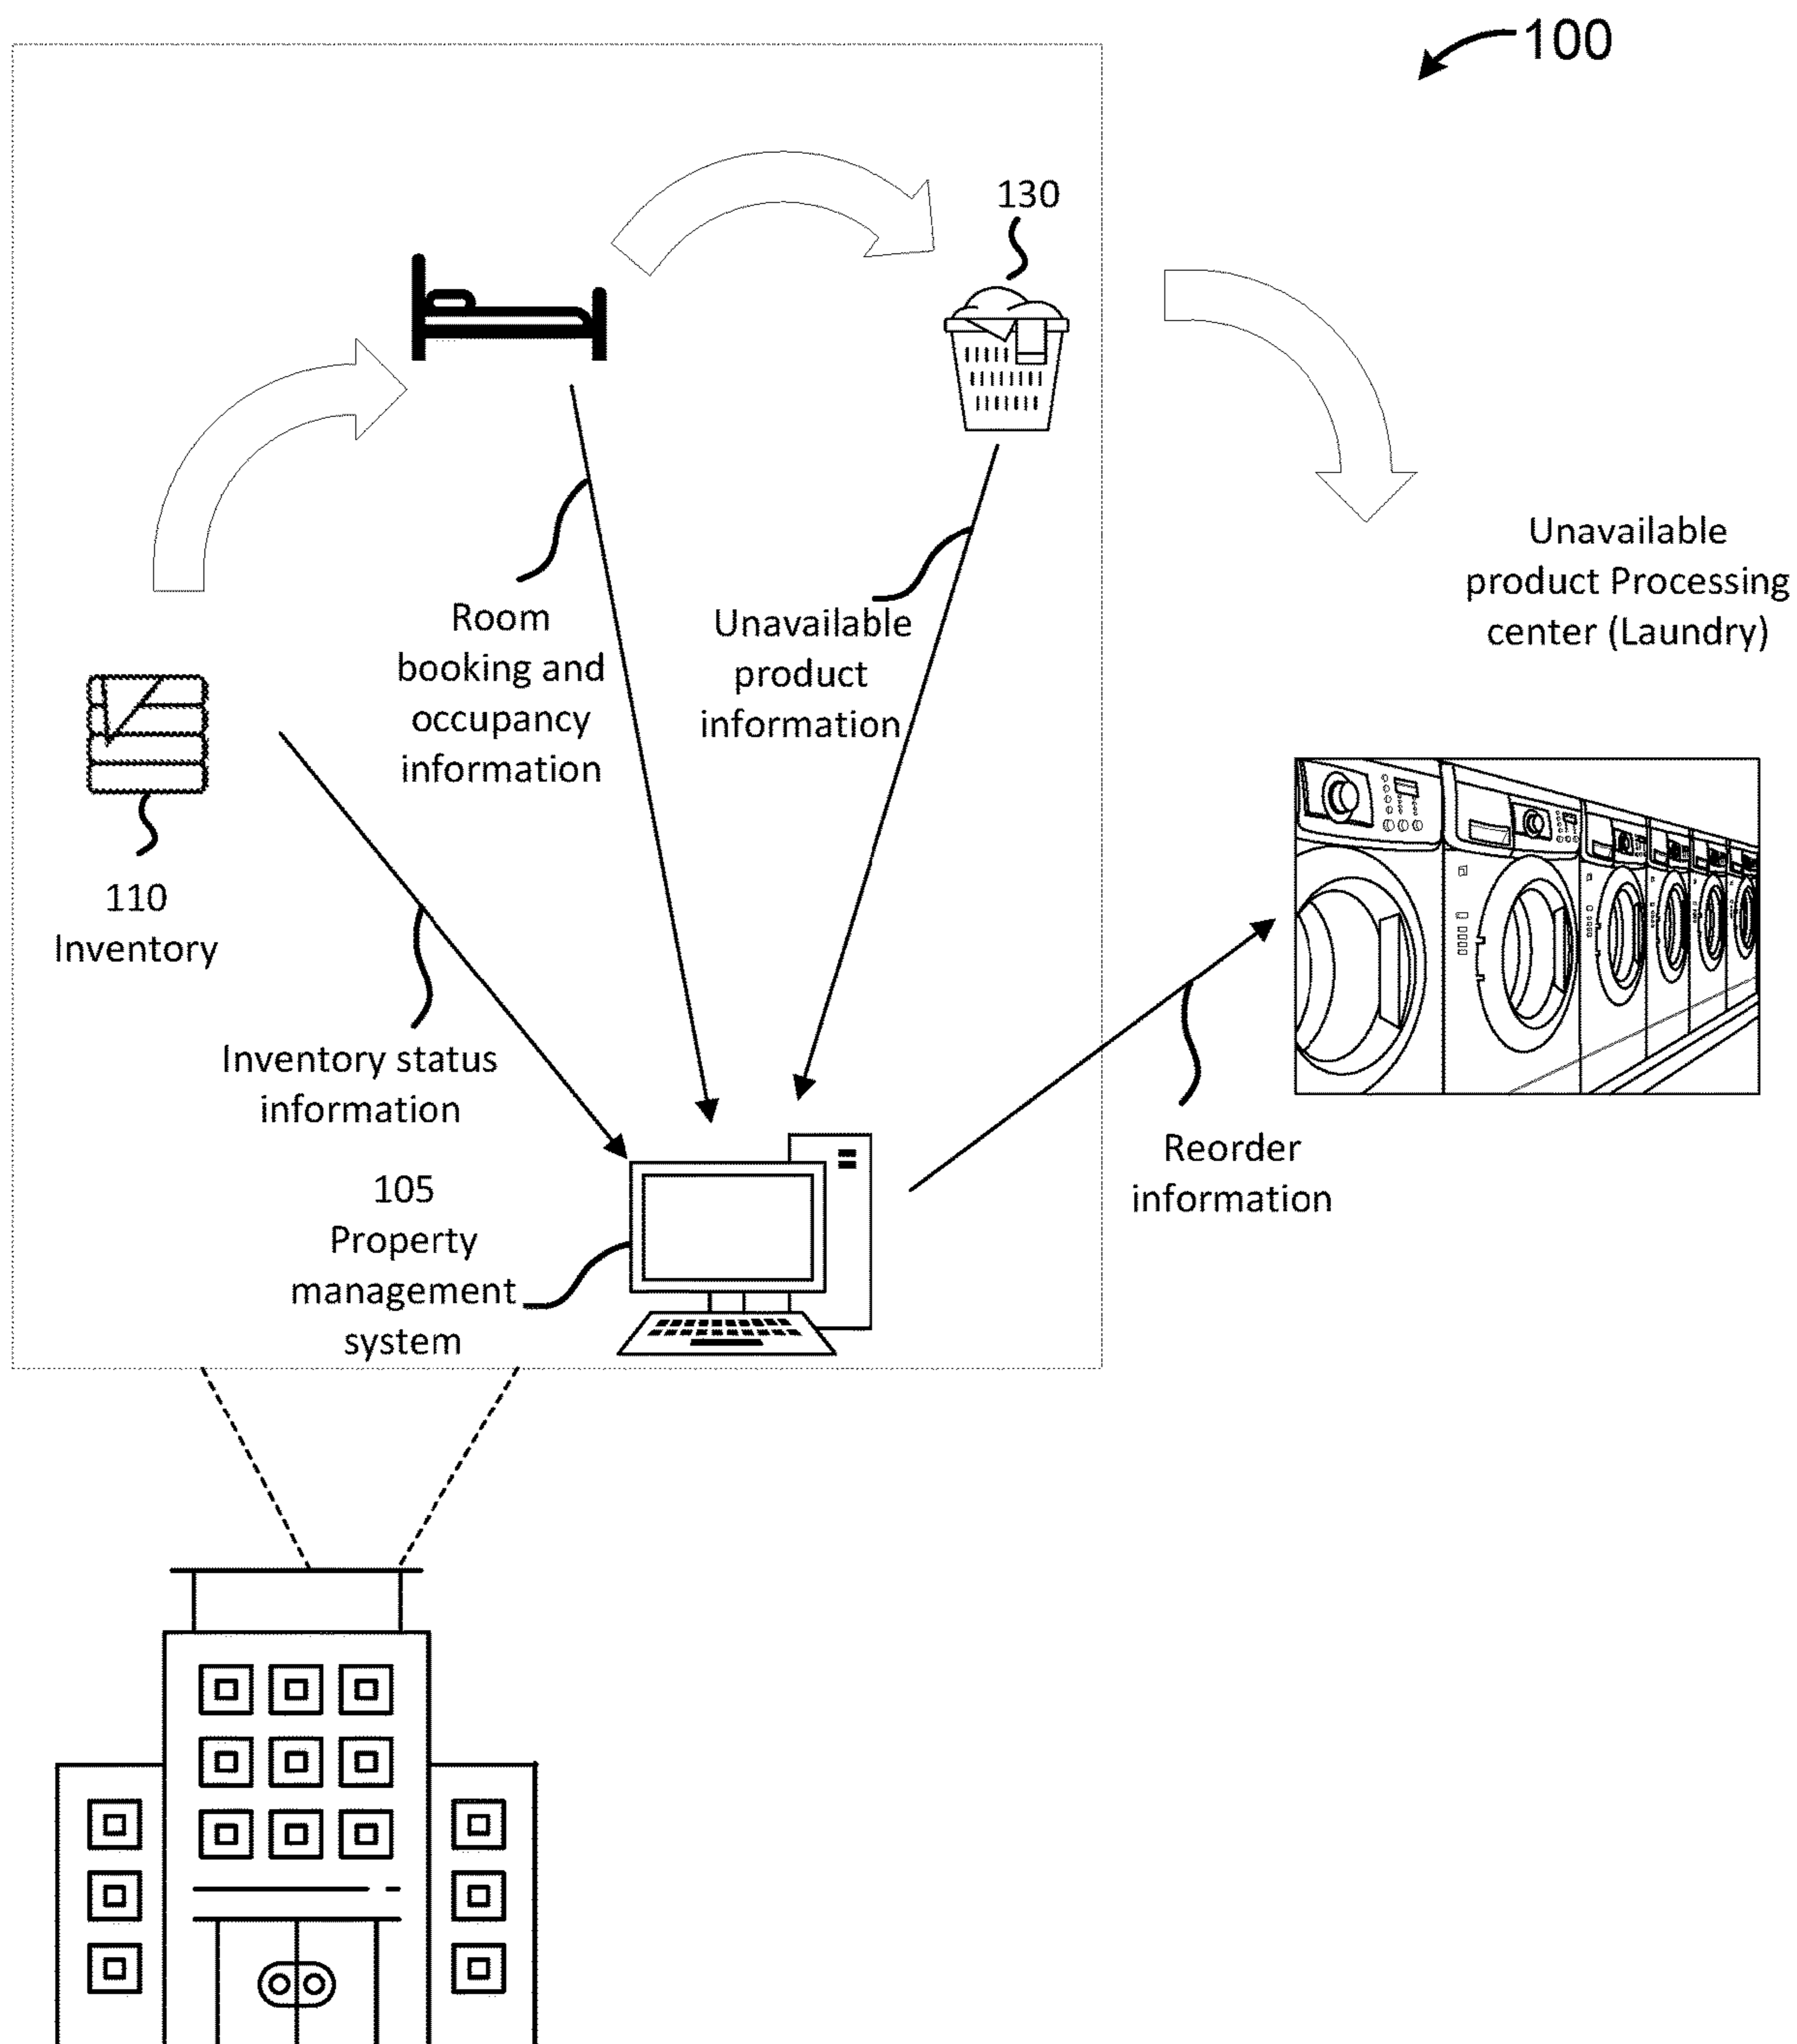 100
130
Unavailable
product Processing
center (Laundry)
Room
booking and
occupancy
information
Unavailable
product
information
110
Inventory
Inventory status
information
Reorder
information
105
Property
management
system